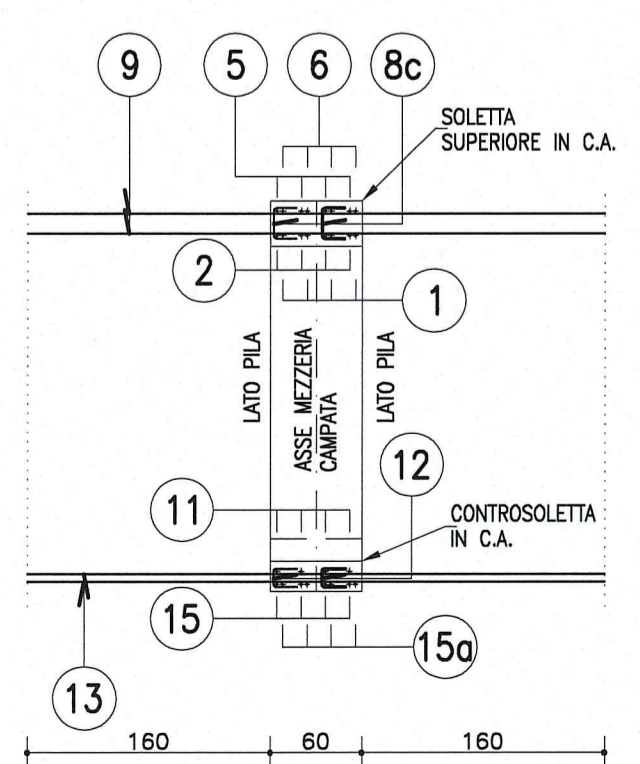 9
5
6
8c
SOLETTA
SUPERIORE IN C.A.
2
1
LATO PILA
ASSE MEZZERIA
CAMPATA
LATO PILA
12
11
CONTROSOLETTA
IN C.A.
15
15a
13
160
60
160